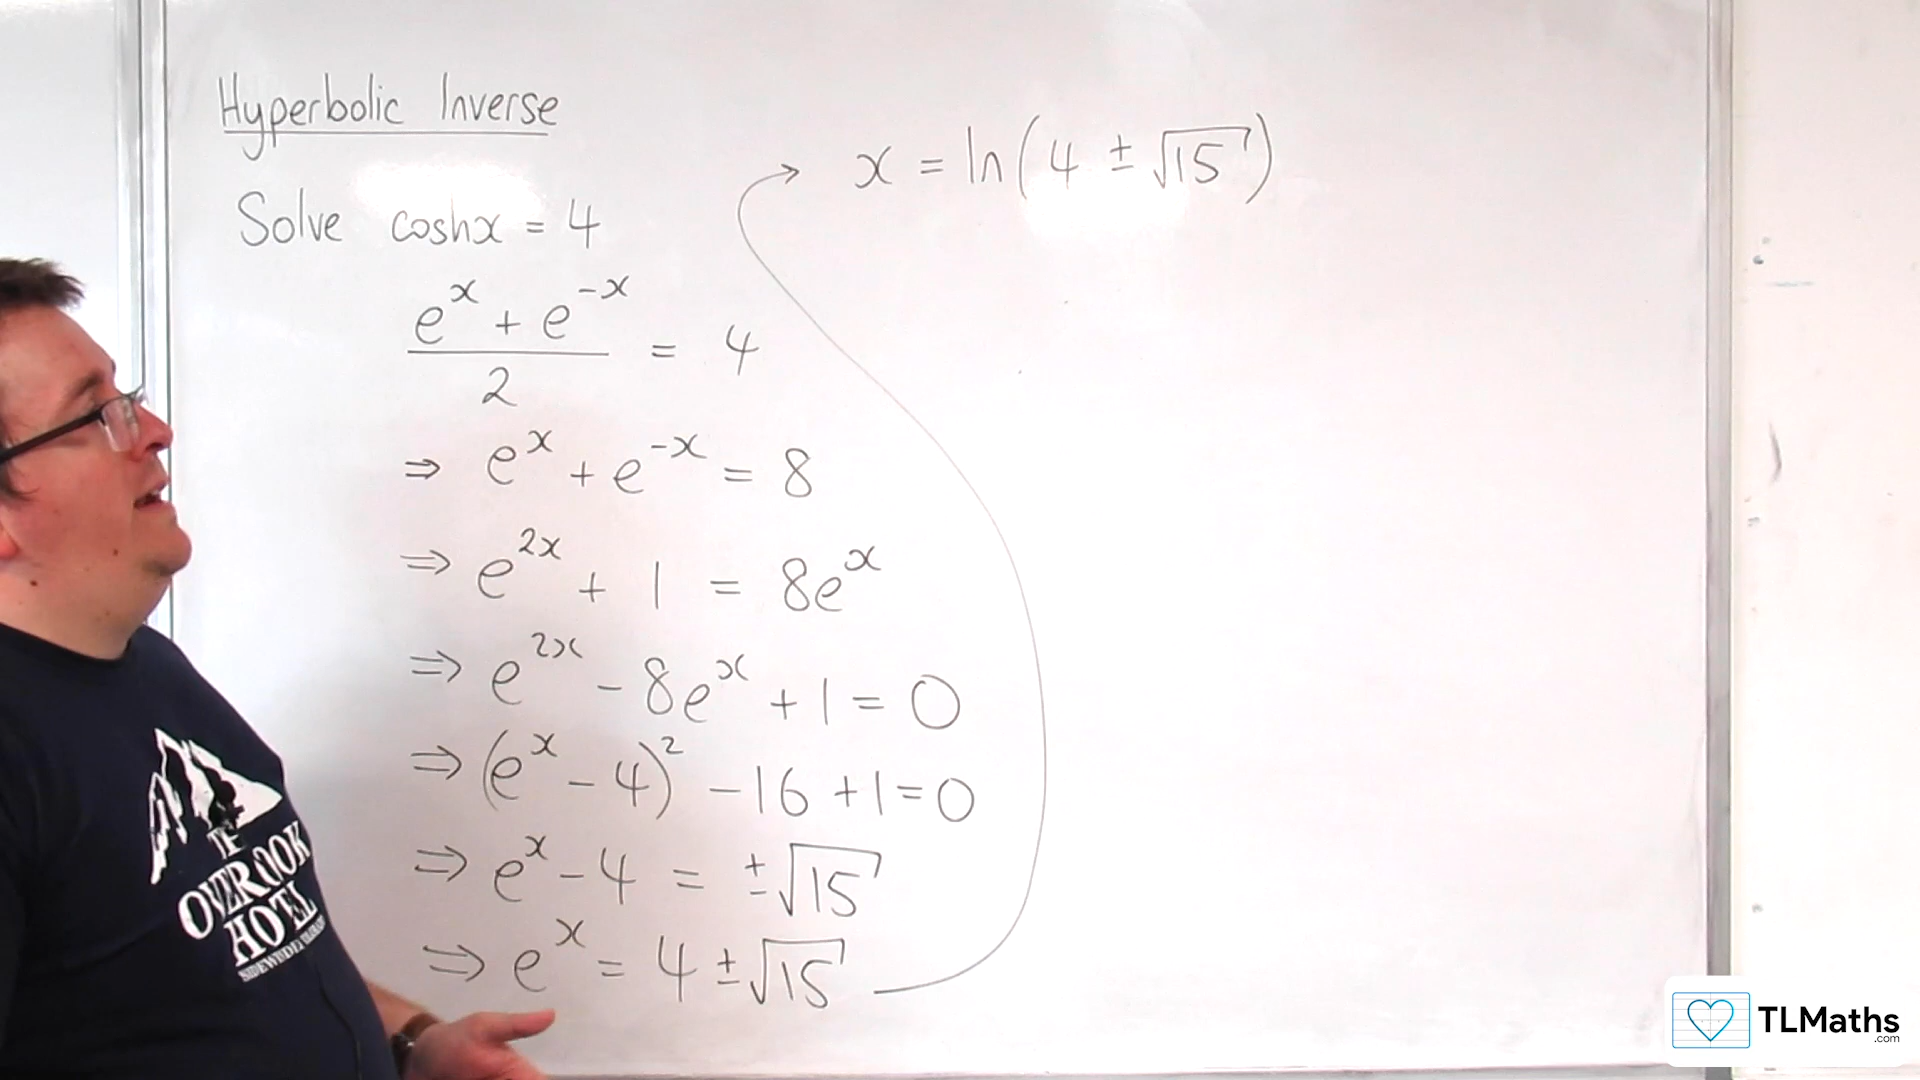 Hyperbolic Inverse
Solve coshx = 4
(e^x + e^-x)/2 = 4
⇒ e^x + e^-x = 8
⇒ e^2x + 1 = 8e^x
⇒ e^2x - 8e^x + 1 = 0
⇒ (e^x - 4)^2 - 16 + 1 = 0
⇒ e^x - 4 = ±√15
⇒ e^x = 4 ± √15
x = ln(4 ± √15)
OVERLOOK
HOTEL
TLMaths
.com